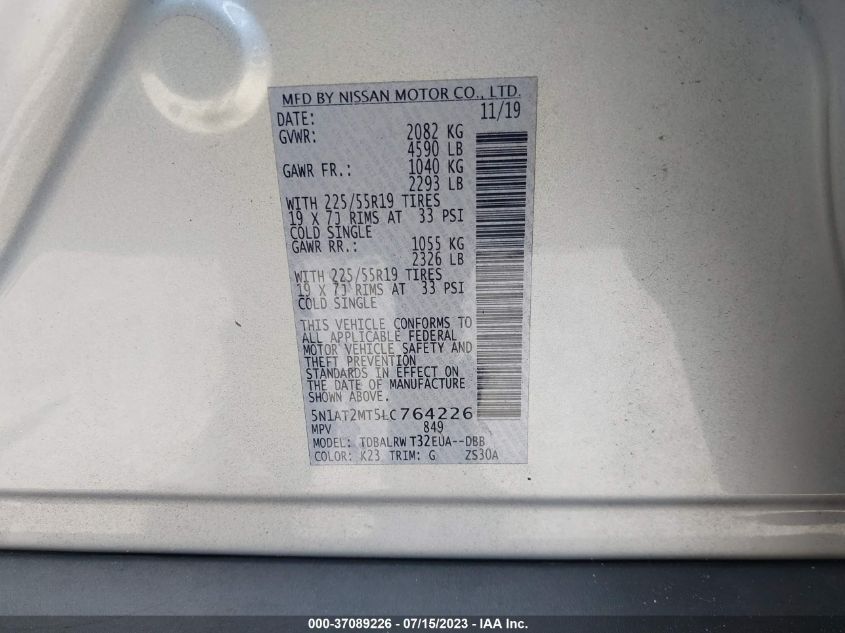 MFD BY NISSAN MOTOR CO., LTD.
DATE: 11/19
GVWR: 2082 KG
4590 LB
GAWR FR.: 1040 KG
2293 LB
WITH 225/55R19 TIRES
19 X 7J RIMS AT 33 PSI
COLD SINGLE
GAWR RR.: 1055 KG
2326 LB
WITH 225/55R19 TIRES
19 X 7J RIMS AT 33 PSI
COLD SINGLE
THIS VEHICLE CONFORMS TO
ALL APPLICABLE FEDERAL
MOTOR VEHICLE SAFETY AND
THEFT PREVENTION
STANDARDS IN EFFECT ON
THE DATE OF MANUFACTURE
SHOWN ABOVE.
5N1AT2MT5LC764226
MPV 849
MODEL: TDBALRW T32EUA--DBB
COLOR: K23 TRIM: G ZS30A
000-37089226 - 07/15/2023 - IAA Inc.